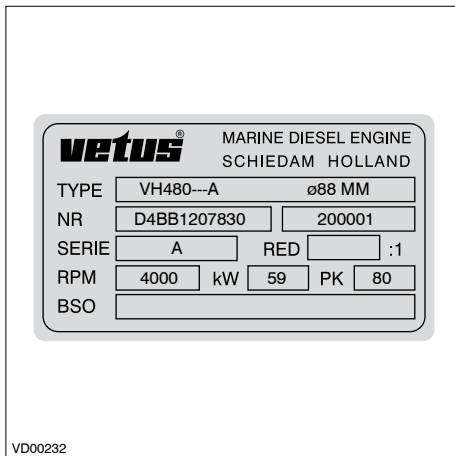 vetus® MARINE DIESEL ENGINE
SCHIEDAM HOLLAND
TYPE VH480---A ø88 MM
NR D4BB1207830 200001
SERIE A RED :1
RPM 4000 kW 59 PK 80
BSO
VD00232